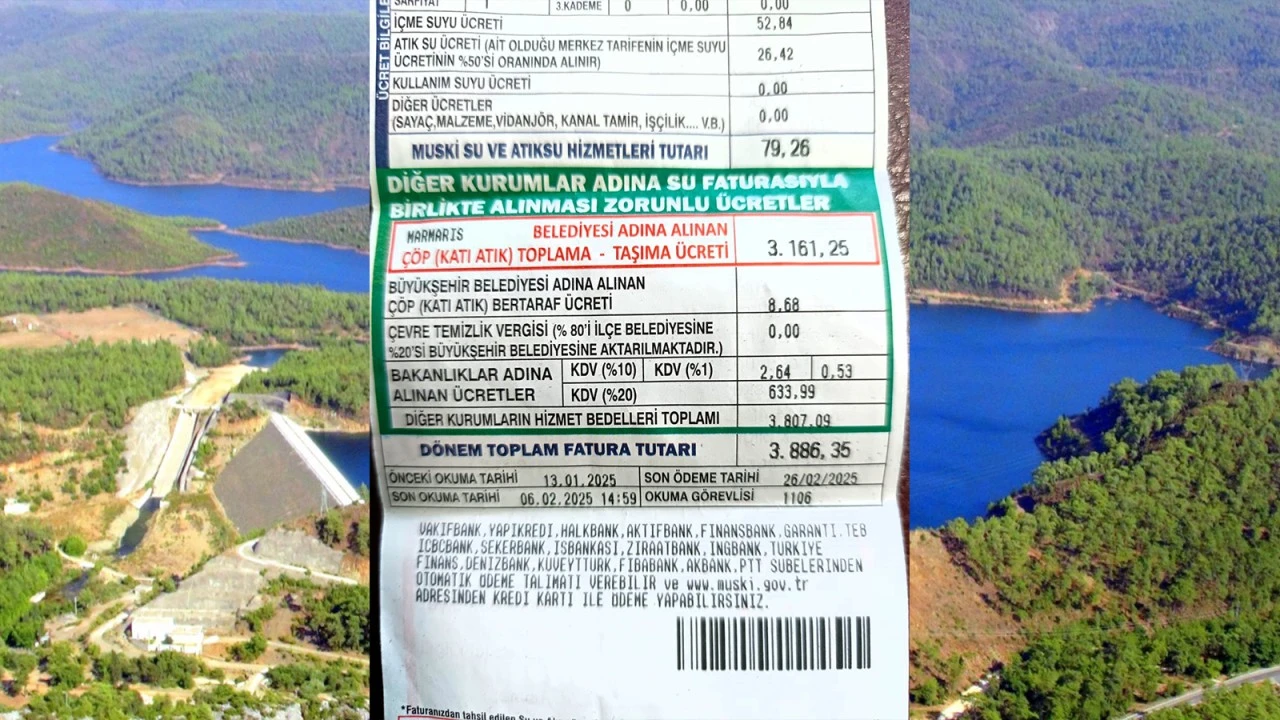 SARFİYAT 1 3.KADEME 0 0,00 0,00
ÜCRET BİLGİLE
İÇME SUYU ÜCRETİ 52,84
ATIK SU ÜCRETİ (AİT OLDUĞU MERKEZ TARİFENİN İÇME SUYU
ÜCRETİNİN %50'Sİ ORANINDA ALINIR) 26,42
KULLANIM SUYU ÜCRETİ 0,00
DİĞER ÜCRETLER
(SAYAÇ,MALZEME,VİDANJÖR, KANAL TAMİR, İŞÇİLİK.... V.B.) 0,00
MUSKİ SU VE ATIKSU HİZMETLERİ TUTARI 79,26
DİĞER KURUMLAR ADINA SU FATURASIYLA
BİRLİKTE ALINMASI ZORUNLU ÜCRETLER
MARMARIS BELEDİYESİ ADINA ALINAN
ÇÖP (KATI ATIK) TOPLAMA - TAŞIMA ÜCRETİ 3.161,25
BÜYÜKŞEHİR BELEDİYESİ ADINA ALINAN
ÇÖP (KATI ATIK) BERTARAF ÜCRETİ 8,68
ÇEVRE TEMİZLİK VERGİSİ (% 80'İ İLÇE BELEDİYESİNE
%20'Sİ BÜYÜKŞEHİR BELEDİYESİNE AKTARILMAKTADIR.) 0,00
BAKANLIKLAR ADINA KDV (%10) KDV (%1) 2,64 0,53
ALINAN ÜCRETLER KDV (%20) 633,99
DİĞER KURUMLARIN HİZMET BEDELLERİ TOPLAMI 3.807,09
DÖNEM TOPLAM FATURA TUTARI 3.886,35
ÖNCEKİ OKUMA TARİHİ 13.01.2025 SON ÖDEME TARİHİ 26/02/2025
SON OKUMA TARİHİ 06.02.2025 14:59 OKUMA GÖREVLİSİ 1106
VAKIFBANK,YAPIKREDI,HALKBANK,AKTIFBANK,FINANSBANK,GARANTI,TEB
ICBCBANK,SEKERBANK,ISBANKASI,ZIRAATBANK,INGBANK,TURKIYE
FINANS,DENIZBANK,KUVEYTTURK,FIBABANK,AKBANK,PTT SUBELERINDEN
OTOMATIK ODEME TALIMATI VEREBILIR ve www.muski.gov.tr
ADRESINDEN KREDI KARTI ILE ODEME YAPABILIRSINIZ.
*Faturanızdan tahsil edilen Su ve